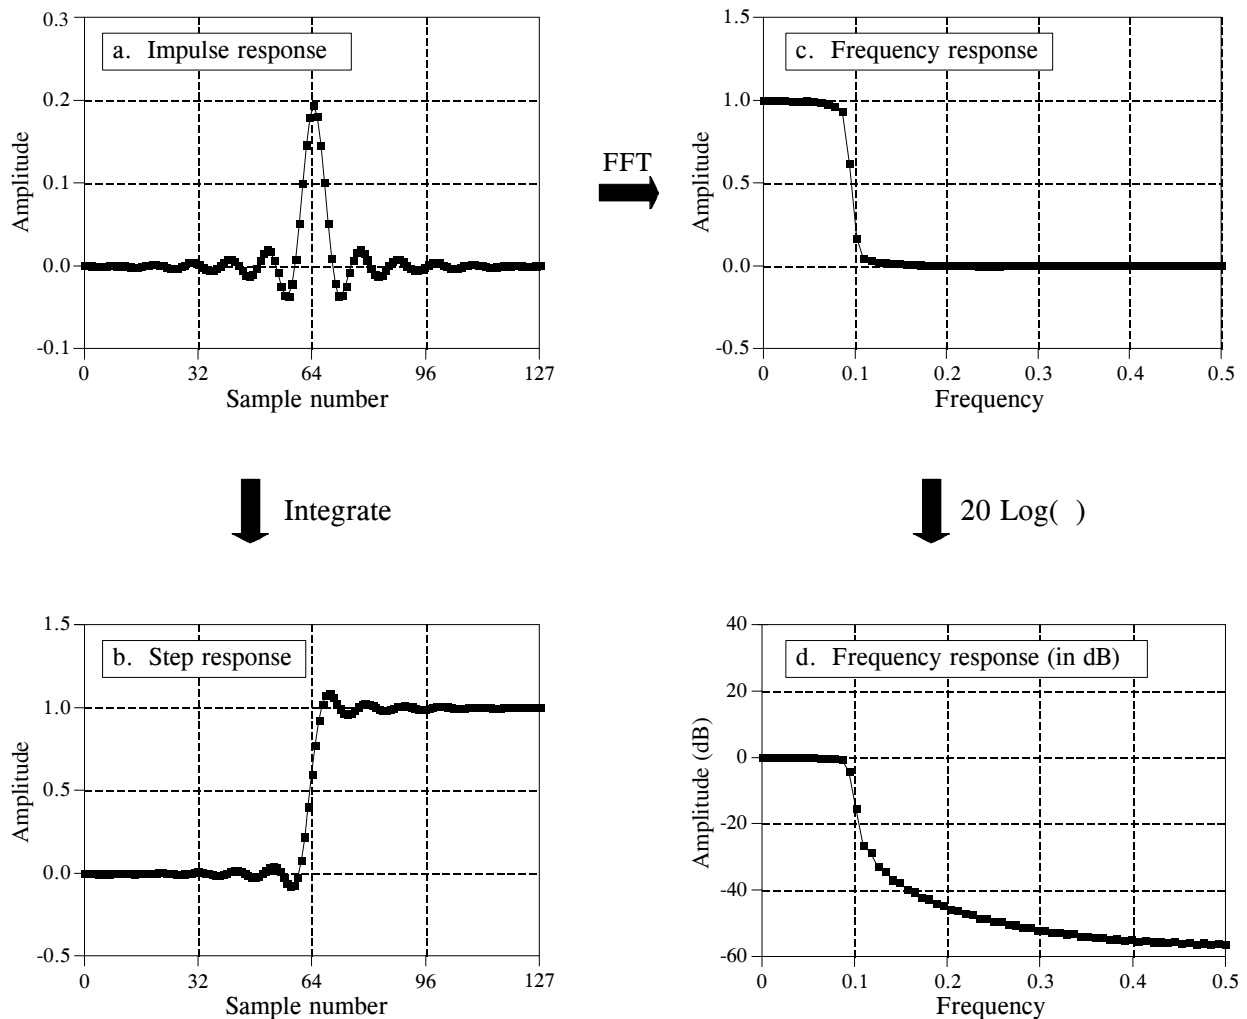 a. Impulse response
0.3
0.2
0.1
0.0
-0.1
Amplitude
0 32 64 96 127
Sample number
FFT
c. Frequency response
1.5
1.0
0.5
0.0
-0.5
Amplitude
0 0.1 0.2 0.3 0.4 0.5
Frequency
Integrate
20 Log( )
b. Step response
1.5
1.0
0.5
0.0
-0.5
Amplitude
0 32 64 96 127
Sample number
d. Frequency response (in dB)
40
20
0
-20
-40
-60
Amplitude (dB)
0 0.1 0.2 0.3 0.4 0.5
Frequency